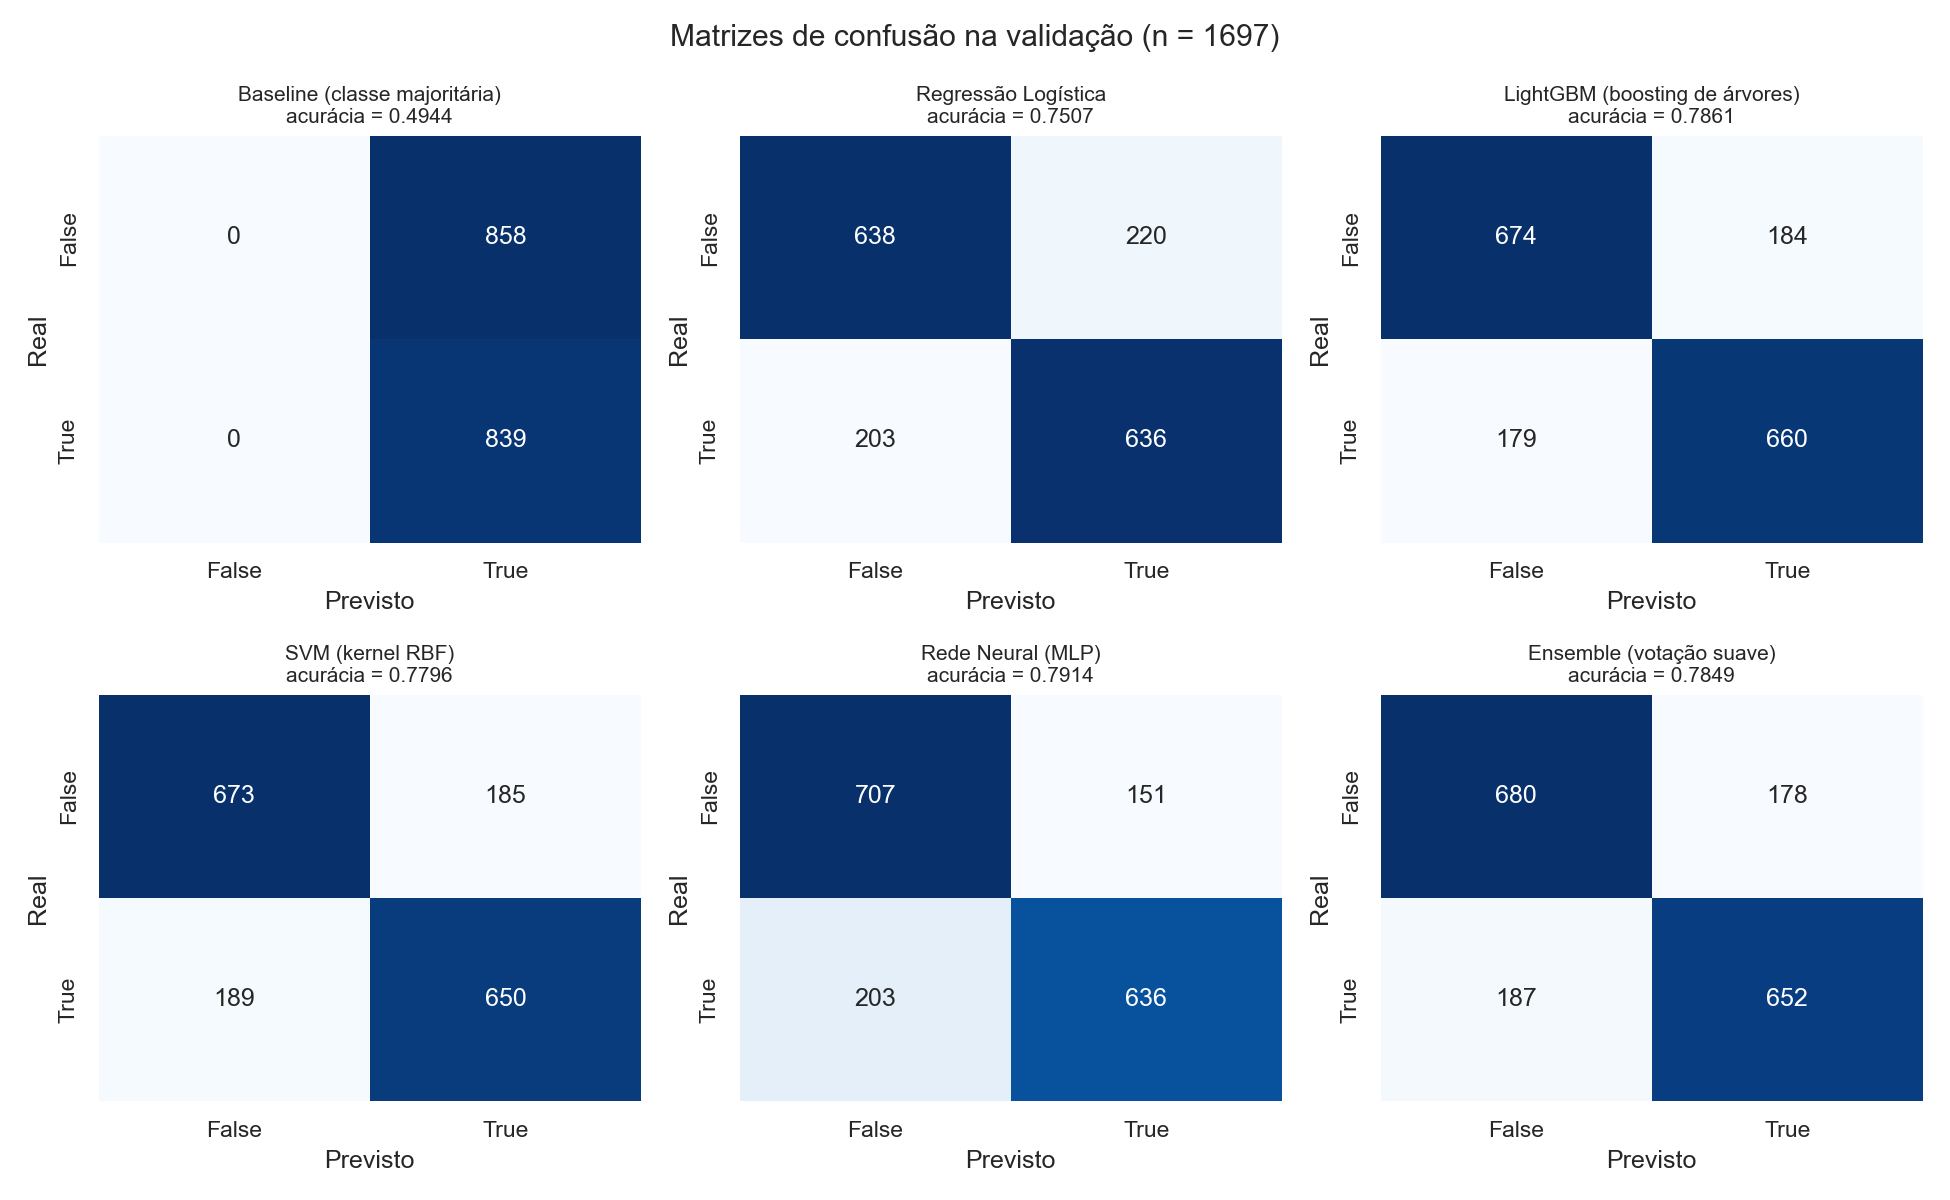 Matrizes de confusão na validação (n = 1697)
Baseline (classe majoritária)
acurácia = 0.4944
Real
False
True
0
858
0
839
False
True
Previsto
Regressão Logística
acurácia = 0.7507
Real
False
True
638
220
203
636
False
True
Previsto
LightGBM (boosting de árvores)
acurácia = 0.7861
Real
False
True
674
184
179
660
False
True
Previsto
SVM (kernel RBF)
acurácia = 0.7796
Real
False
True
673
185
189
650
False
True
Previsto
Rede Neural (MLP)
acurácia = 0.7914
Real
False
True
707
151
203
636
False
True
Previsto
Ensemble (votação suave)
acurácia = 0.7849
Real
False
True
680
178
187
652
False
True
Previsto